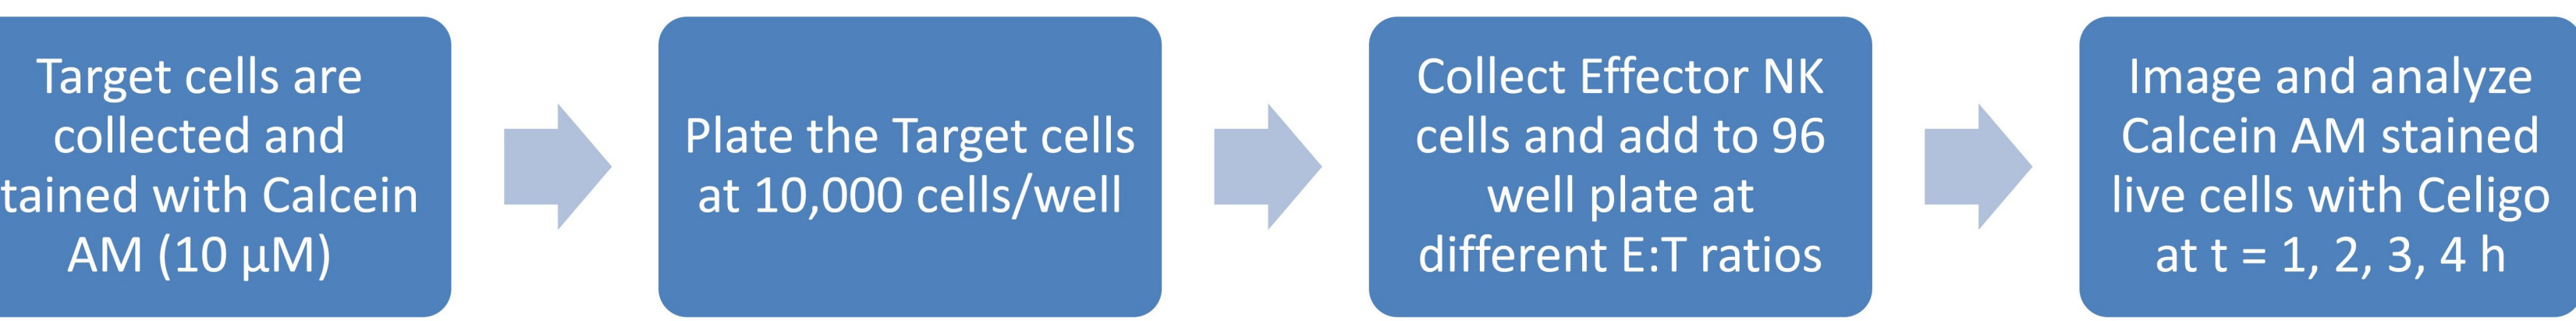 Target cells are
collected and
tained with Calcein
AM (10 µM)
Plate the Target cells
at 10,000 cells/well
Collect Effector NK
cells and add to 96
well plate at
different E:T ratios
Image and analyze
Calcein AM stained
live cells with Celigo
at t = 1, 2, 3, 4 h